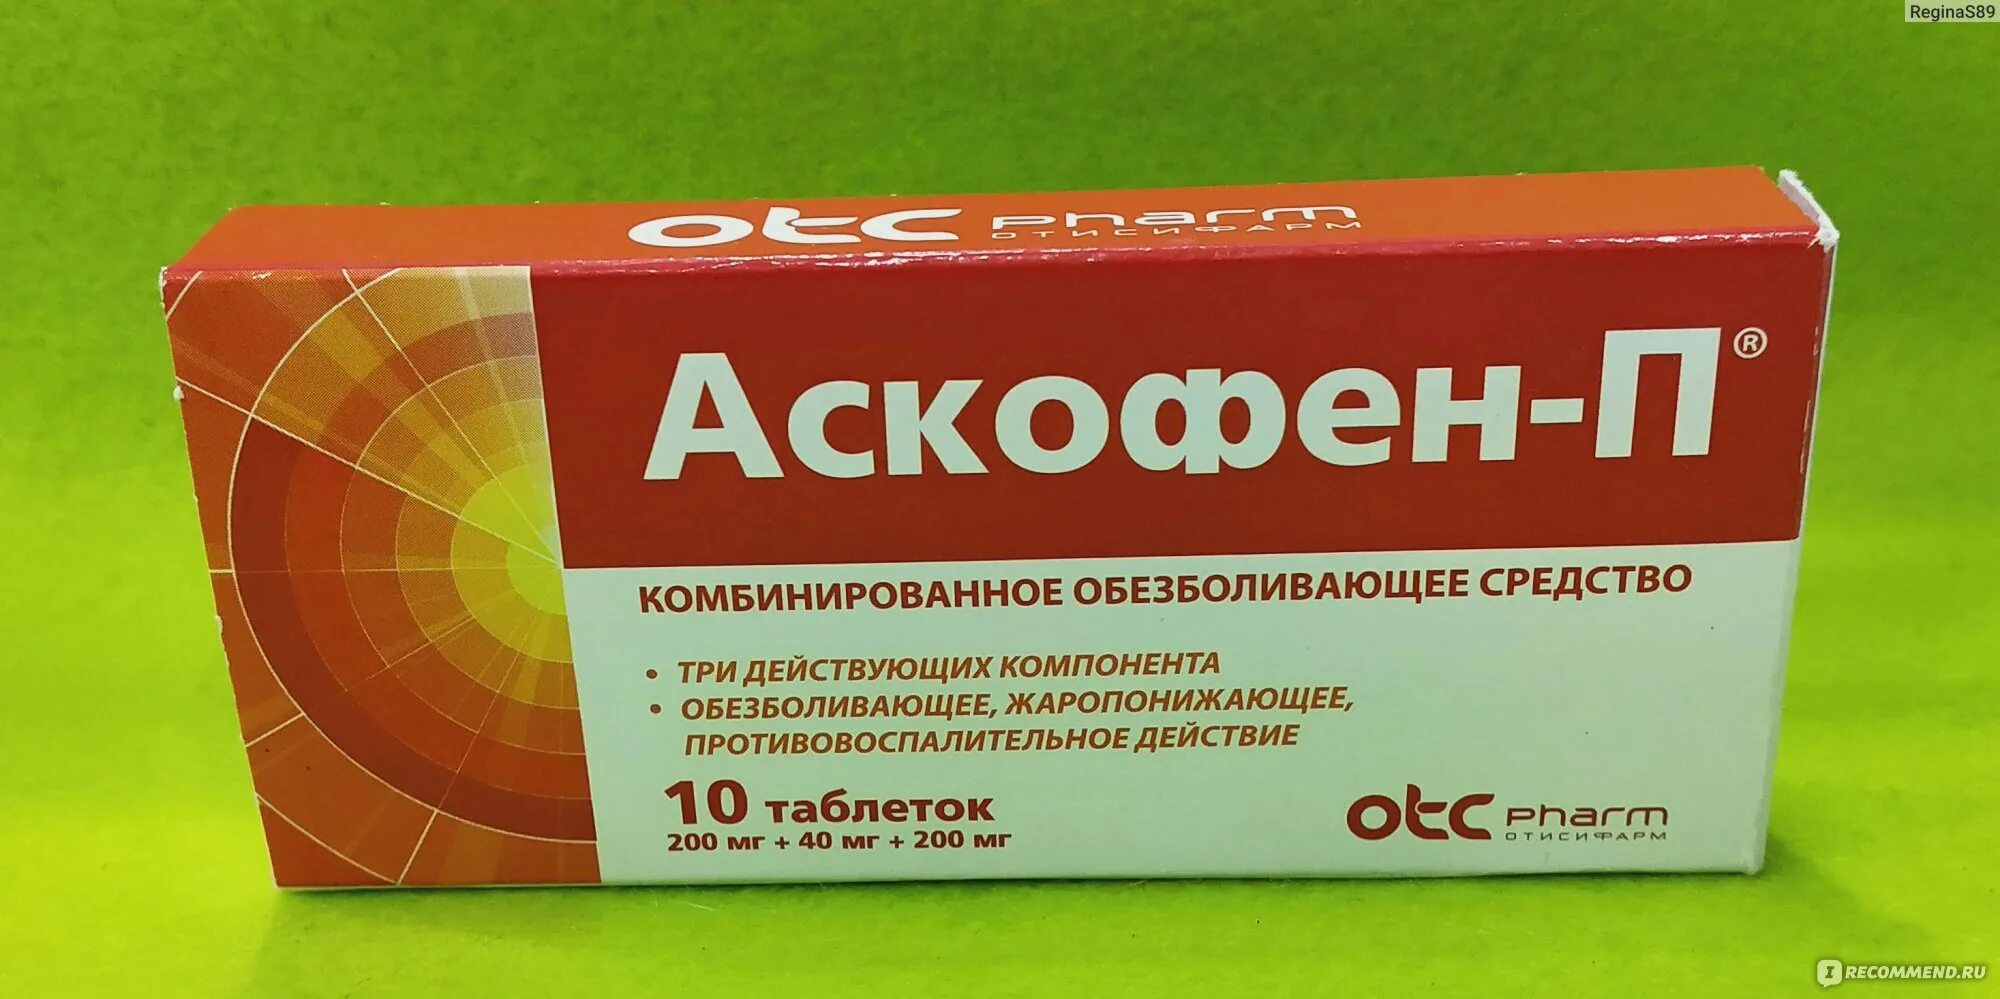 ReginaS89
otc pharm
ОТИСИФАРМ
Аскофен-П®
КОМБИНИРОВАННОЕ ОБЕЗБОЛИВАЮЩЕЕ СРЕДСТВО
• ТРИ ДЕЙСТВУЮЩИХ КОМПОНЕНТА
• ОБЕЗБОЛИВАЮЩЕЕ, ЖАРОПОНИЖАЮЩЕЕ,
ПРОТИВОВОСПАЛИТЕЛЬНОЕ ДЕЙСТВИЕ
10 таблеток
200 мг + 40 мг + 200 мг
otc pharm
ОТИСИФАРМ
IRECOMMEND.RU